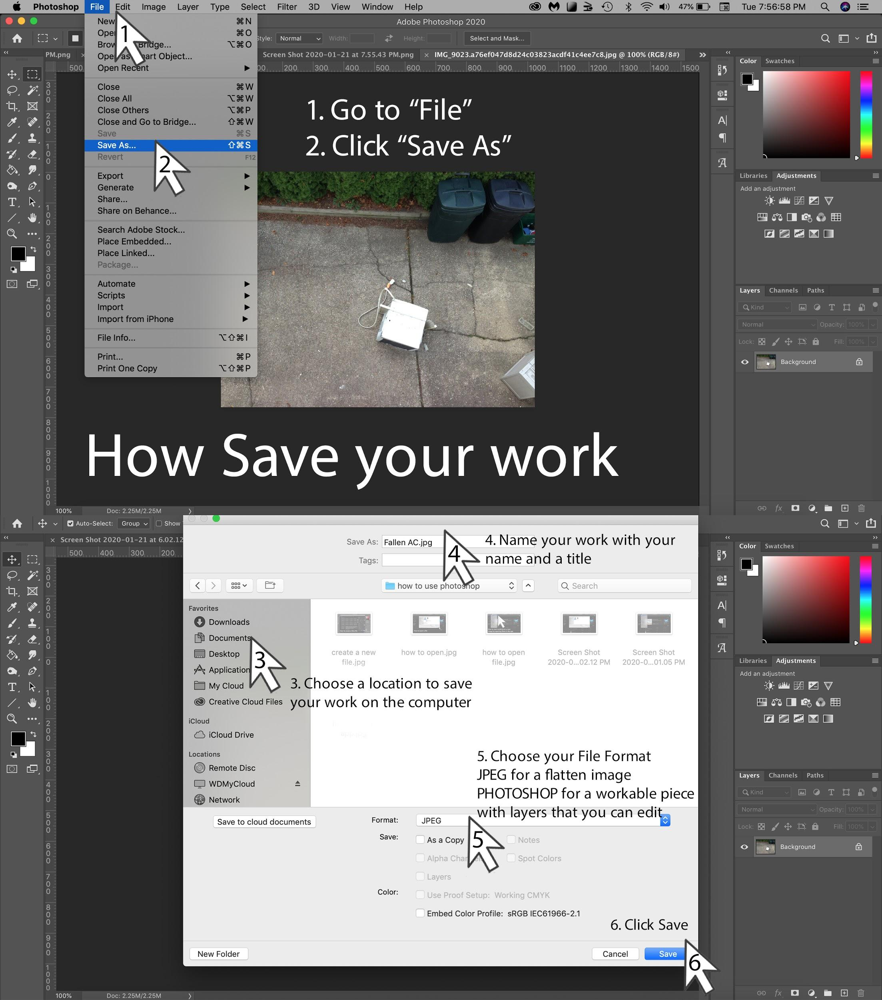 Photoshop File Edit Image Layer Type Select Filter 3D View Window Help 47% Tue 7:56:58 PM
Adobe Photoshop 2020
Style: Normal Width: Height: Select and Mask...
PM.png Screen Shot 2020-01-21 at 7.55.43 PM.png × IMG_9023.a76ef047d8d24c03823acdf41c4ee7c8.jpg @ 100% (RGB/8#)
500 200 300 400 500 600 700 800 900 1000 1100 1200 1300 1400 1500
New ⌘N
⌘O
Bridge... ⌥⌘O
Object...
Open Recent
Close ⌘W
Close All ⌥⌘W
Close Others ⌥⌘P
Close and Go to Bridge... ⇧⌘W
Save ⌘S
Save As... ⇧⌘S
Revert F12
Export
Generate
Share...
Share on Behance...
Search Adobe Stock...
Place Embedded...
Place Linked...
Package...
Automate
Scripts
Import
Import from iPhone
File Info... ⌥⇧⌘I
Print... ⌘P
Print One Copy ⌥⇧⌘P
1
2
1. Go to “File”
2. Click “Save As”
How Save your work
Color Swatches
Libraries Adjustments
Add an adjustment
Layers Channels Paths
Kind
Normal Opacity: 100%
Lock: Fill: 100%
Background
100% Doc: 2.25M/2.25M
Auto-Select: Group Show
× Screen Shot 2020-01-21 at 6.02.12
500 400 300 200
Save As: Fallen AC.jpg
Tags:
4
4. Name your work with your
name and a title
how to use photoshop Search
Favorites
Downloads
Documents
Desktop
Application
My Cloud
Creative Cloud Files
iCloud
iCloud Drive
Locations
Remote Disc
WDMyCloud
Network
create a new
file.jpg
how to open.jpg
how to open
file.jpg
Screen Shot
2020-0...02.12 PM
Screen Shot
2020-0...01.05 PM
3
3. Choose a location to save
your work on the computer
5. Choose your File Format
JPEG for a flatten image
PHOTOSHOP for a workable piece
with layers that you can edit
Save to cloud documents
Format: JPEG
5
Save: As a Copy Notes
Spot Colors
Layers
Color: Use Proof Setup: Working CMYK
Embed Color Profile: sRGB IEC61966-2.1
6. Click Save
New Folder Cancel Save
6
Color Swatches
Libraries Adjustments
Add an adjustment
Layers Channels Paths
Kind
Normal Opacity: 100%
Lock: Fill: 100%
Background
100% Doc: 2.25M/2.25M